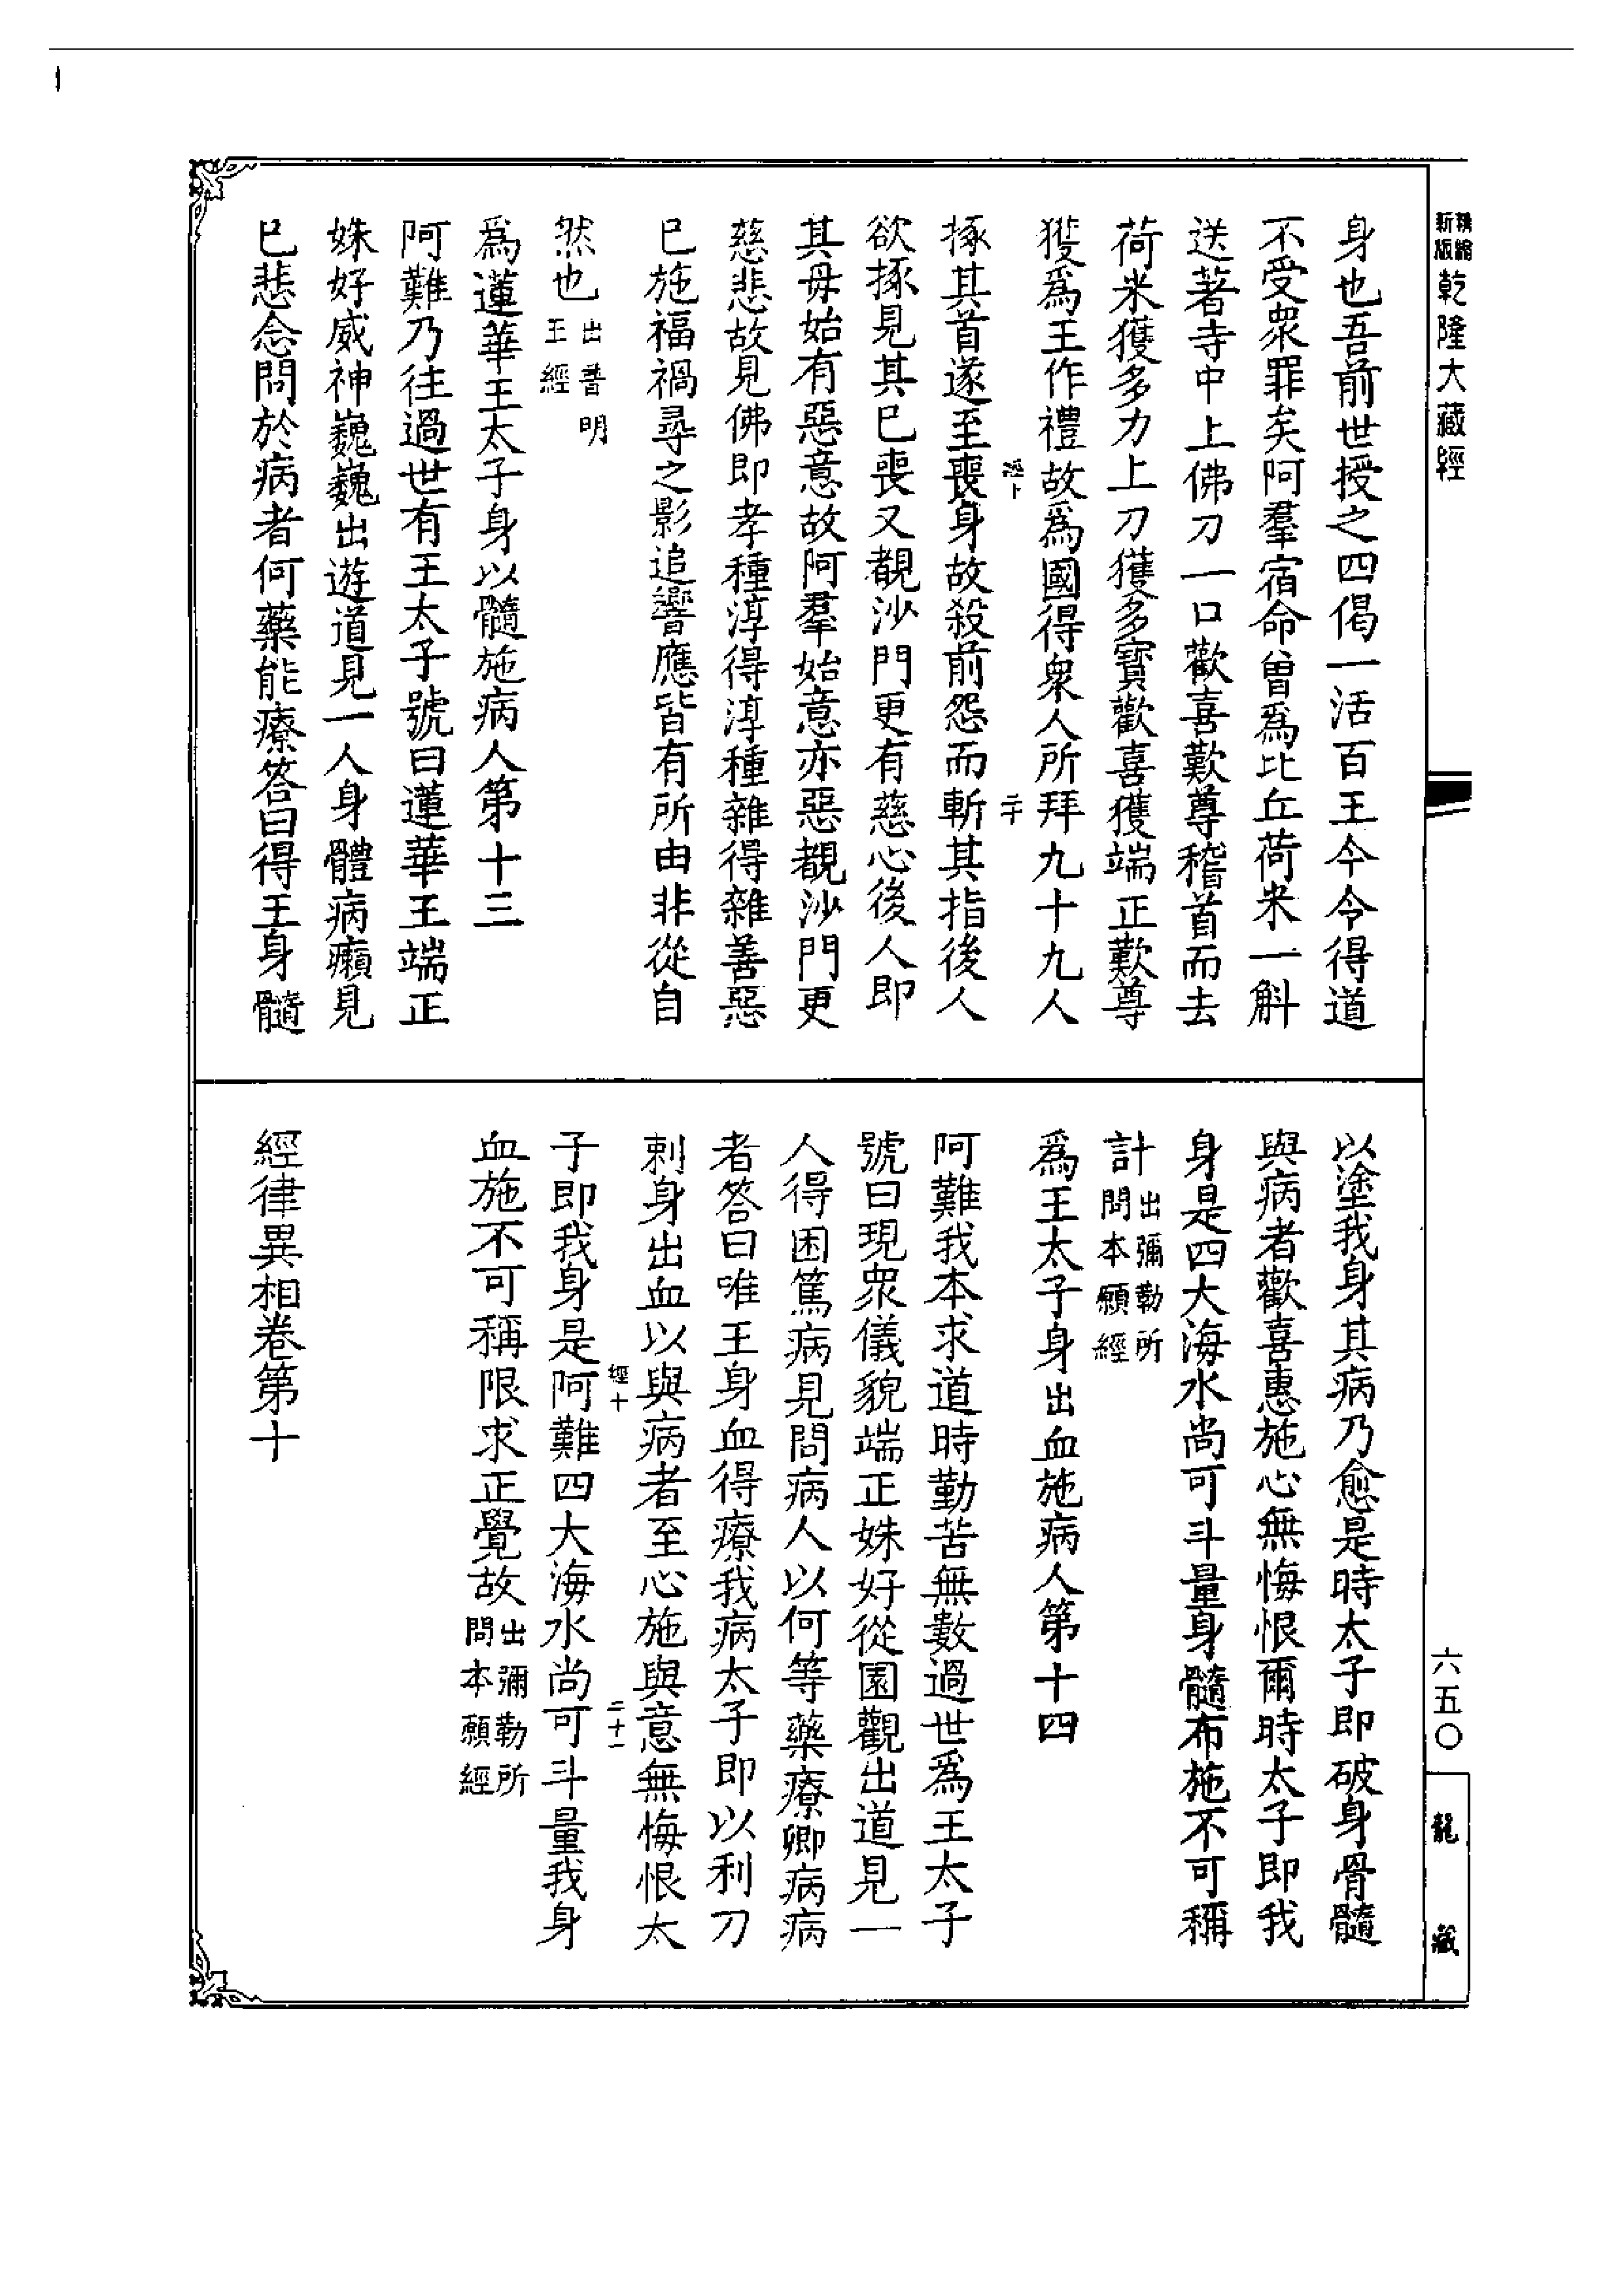 精縮新版乾隆大藏經
身也吾前世授之四偈一活百王今令得道
不受衆罪矣阿羣宿命曾爲比丘荷米一斛
送著寺中上佛刀一口歡喜歎尊稽首而去
荷米獲多力上刀獲多寶歡喜獲端正歎尊
獲爲王作禮故爲國得衆人所拜九十九人
二十
㧻其首遂至喪身故殺前怨而斬其指後人
欲㧻見其已喪又覩沙門更有慈心後人即
其母始有惡意故阿羣始意亦惡覩沙門更
慈悲故見佛即孝種淳得淳種雜得雜善惡
已施福禍尋之影追響應皆有所由非從自
然也出普明王經
爲蓮華王太子身以髓施病人第十三
阿難乃往過世有王太子號曰蓮華王端正
姝好威神巍巍出遊道見一人身體病癩見
已悲念問於病者何藥能療答曰得王身髓
以塗我身其病乃愈是時太子即破身骨髓
與病者歡喜惠施心無悔恨爾時太子即我
身是四大海水尚可斗量身髓布施不可稱
計出彌勒所問本願經
爲王太子身出血施病人第十四
阿難我本求道時勤苦無數過世爲王太子
號曰現衆儀貌端正姝好從園觀出道見一
人得困篤病見問病人以何等藥療卿病病
者答曰唯王身血得療我病太子即以利刀
刺身出血以與病者至心施與意無悔恨太
經十 二十一
子即我身是阿難四大海水尚可斗量我身
血施不可稱限求正覺故出彌勒所問本願經
經律異相卷第十
六五〇
龍藏